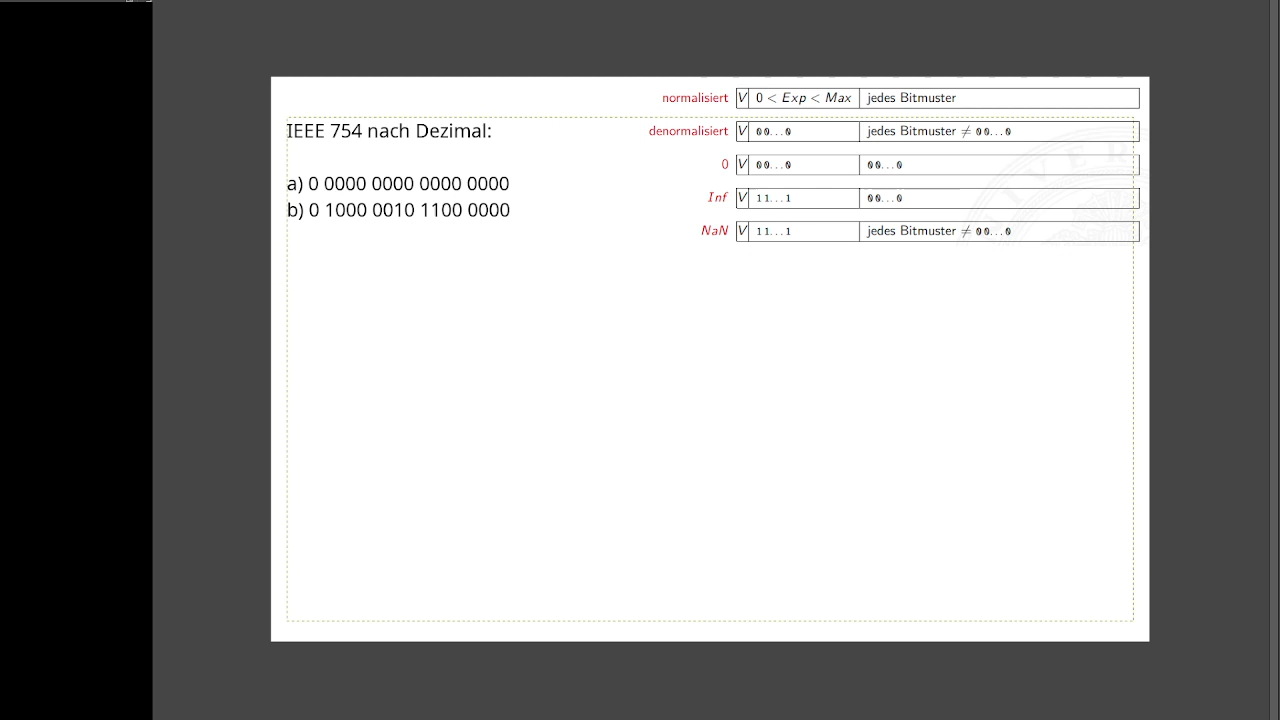 normalisiert V 0 < Exp < Max jedes Bitmuster
IEEE 754 nach Dezimal:
denormalisiert V 00...0 jedes Bitmuster ≠ 00...0
0 V 00...0 00...0
a) 0 0000 0000 0000 0000
Inf V 11...1 00...0
b) 0 1000 0010 1100 0000
NaN V 11...1 jedes Bitmuster ≠ 00...0